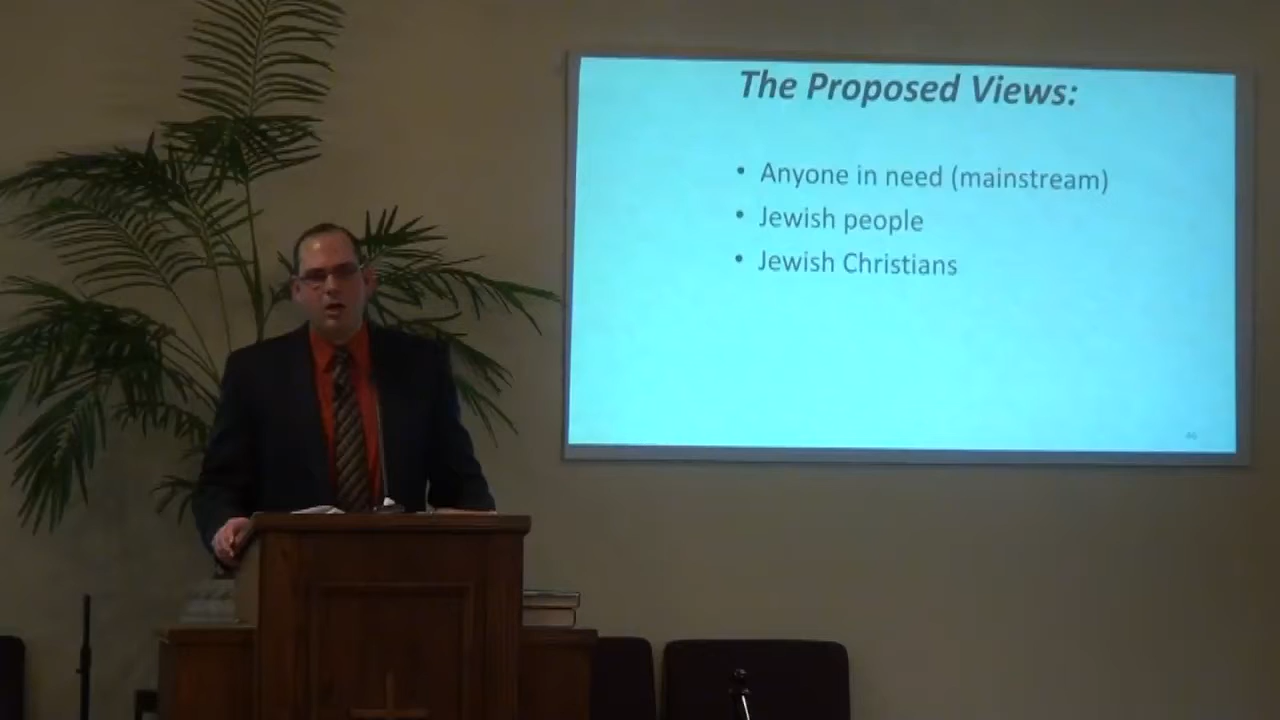 The Proposed Views:
• Anyone in need (mainstream)
• Jewish people
• Jewish Christians